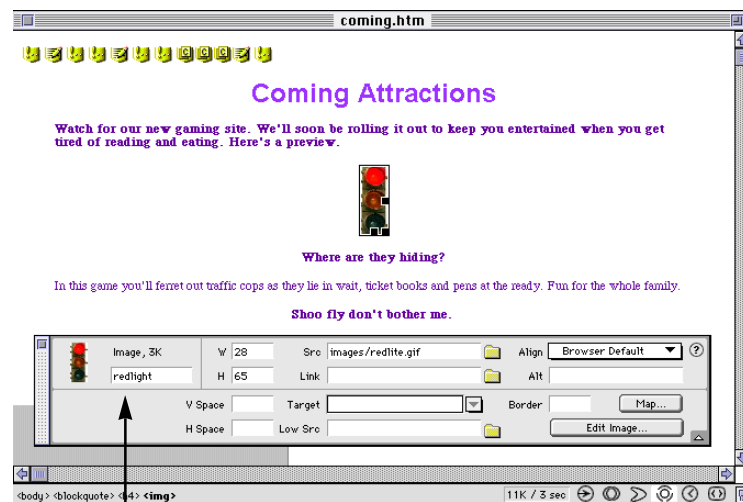 coming.htm
Coming Attractions
Watch for our new gaming site. We'll soon be rolling it out to keep you entertained when you get
tired of reading and eating. Here's a preview.
Where are they hiding?
In this game you'll ferret out traffic cops as they lie in wait, ticket books and pens at the ready. Fun for the whole family.
Shoo fly don't bother me.
Image, 3K W 28 Src images/redlite.gif Align Browser Default ?
redlight H 65 Link Alt
V Space Target Border Map...
H Space Low Src Edit Image...
<body> <blockquote> <h4> <img> 11K / 3 sec